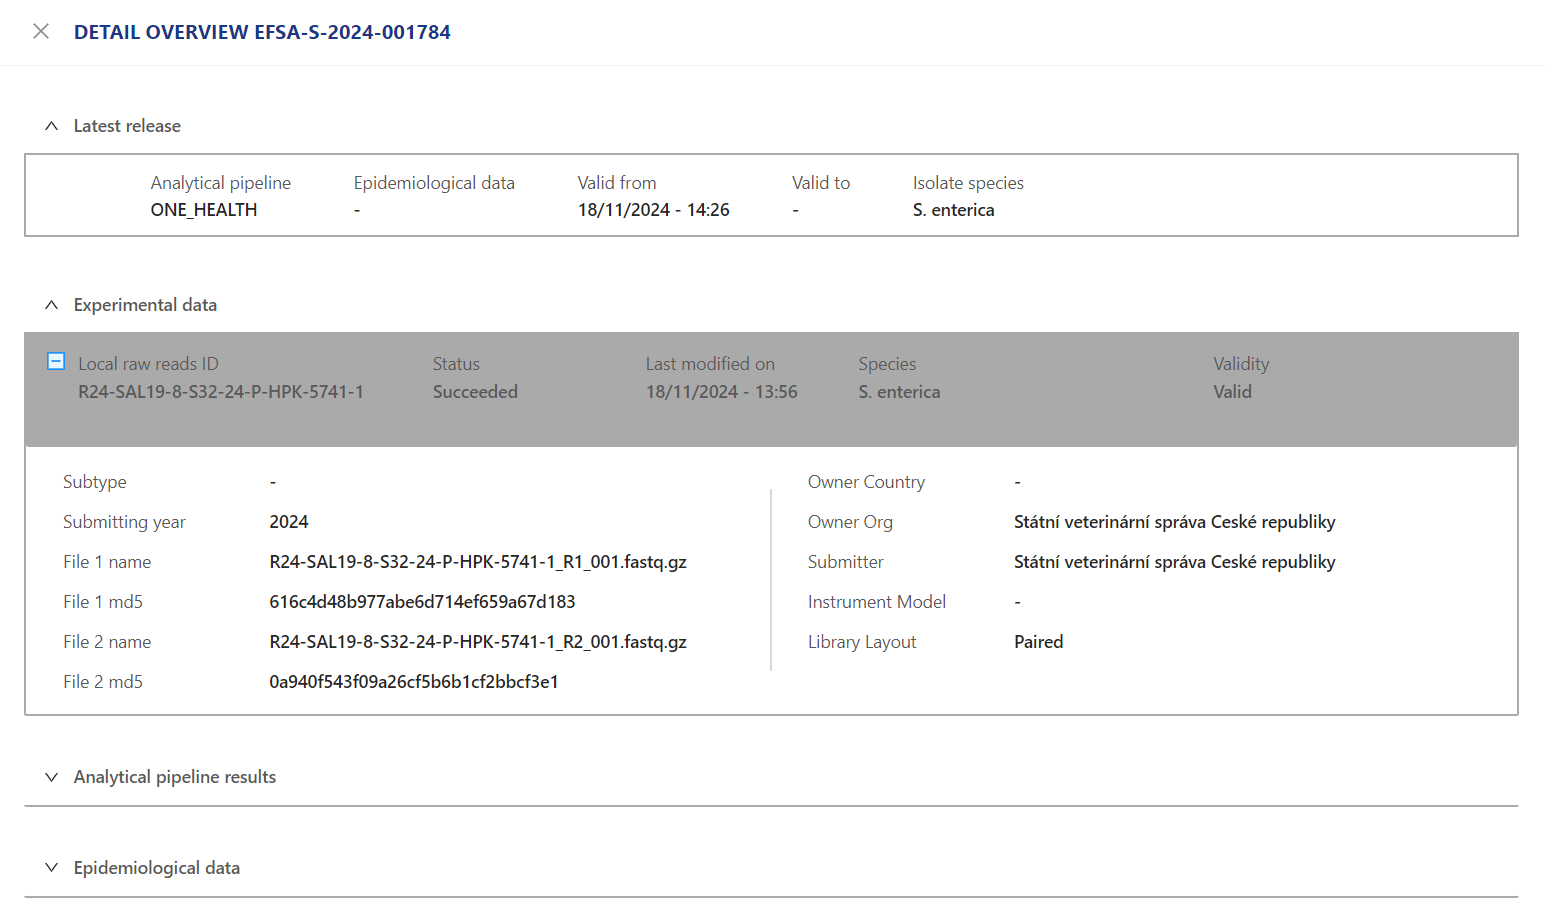 DETAIL OVERVIEW EFSA-S-2024-001784
Latest release
Analytical pipeline Epidemiological data Valid from Valid to Isolate species
ONE_HEALTH - 18/11/2024 - 14:26 - S. enterica
Experimental data
Local raw reads ID Status Last modified on Species Validity
R24-SAL19-8-S32-24-P-HPK-5741-1 Succeeded 18/11/2024 - 13:56 S. enterica Valid
Subtype -
Submitting year 2024
File 1 name R24-SAL19-8-S32-24-P-HPK-5741-1_R1_001.fastq.gz
File 1 md5 616c4d48b977abe6d714ef659a67d183
File 2 name R24-SAL19-8-S32-24-P-HPK-5741-1_R2_001.fastq.gz
File 2 md5 0a940f543f09a26cf5b6b1cf2bbcf3e1
Owner Country -
Owner Org Státní veterinární správa Ceské republiky
Submitter Státní veterinární správa Ceské republiky
Instrument Model -
Library Layout Paired
Analytical pipeline results
Epidemiological data